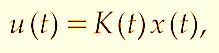 u(t) = K(t)x(t),